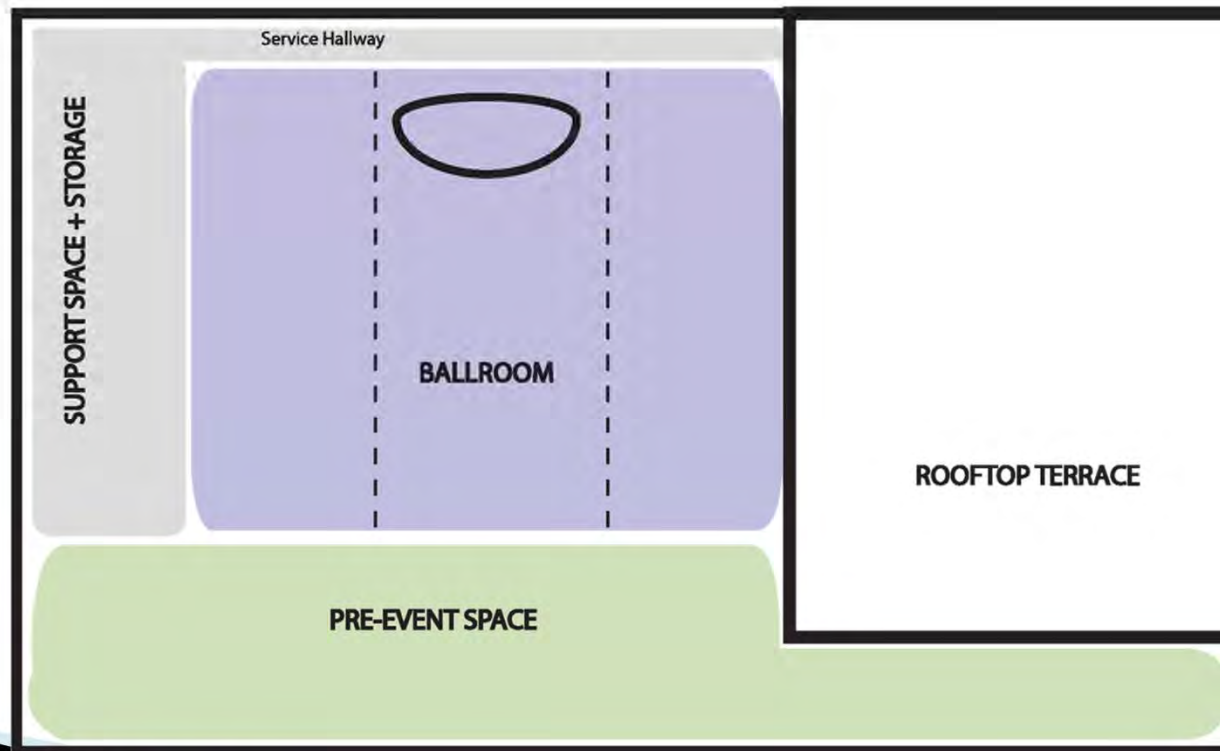 Service Hallway
SUPPORT SPACE + STORAGE
BALLROOM
ROOFTOP TERRACE
PRE-EVENT SPACE